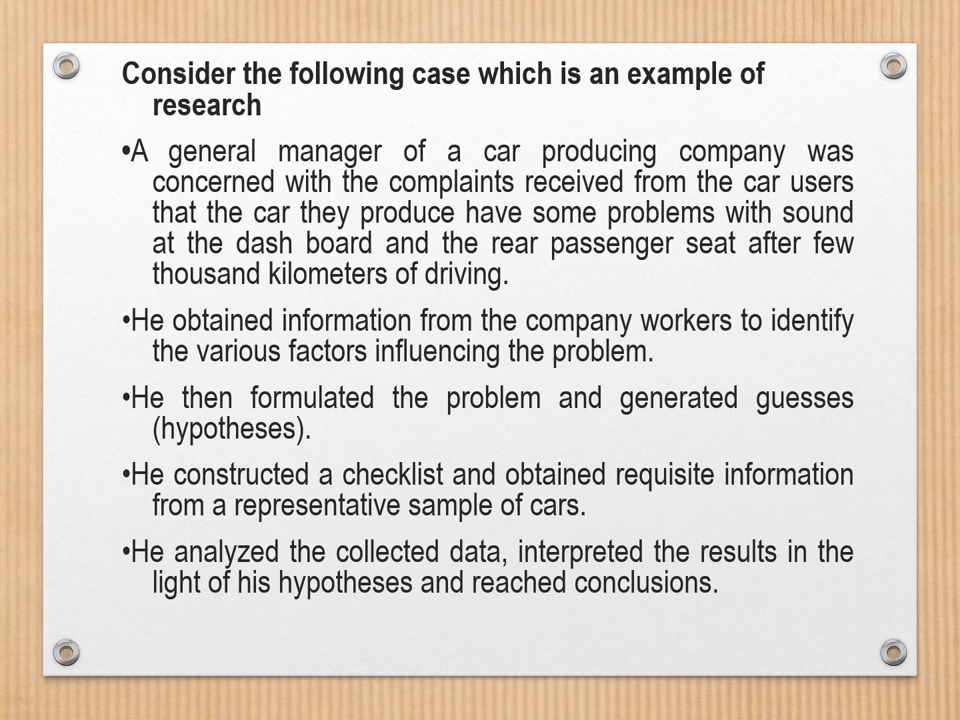 Consider the following case which is an example of
research
•A general manager of a car producing company was
concerned with the complaints received from the car users
that the car they produce have some problems with sound
at the dash board and the rear passenger seat after few
thousand kilometers of driving.
•He obtained information from the company workers to identify
the various factors influencing the problem.
•He then formulated the problem and generated guesses
(hypotheses).
•He constructed a checklist and obtained requisite information
from a representative sample of cars.
•He analyzed the collected data, interpreted the results in the
light of his hypotheses and reached conclusions.